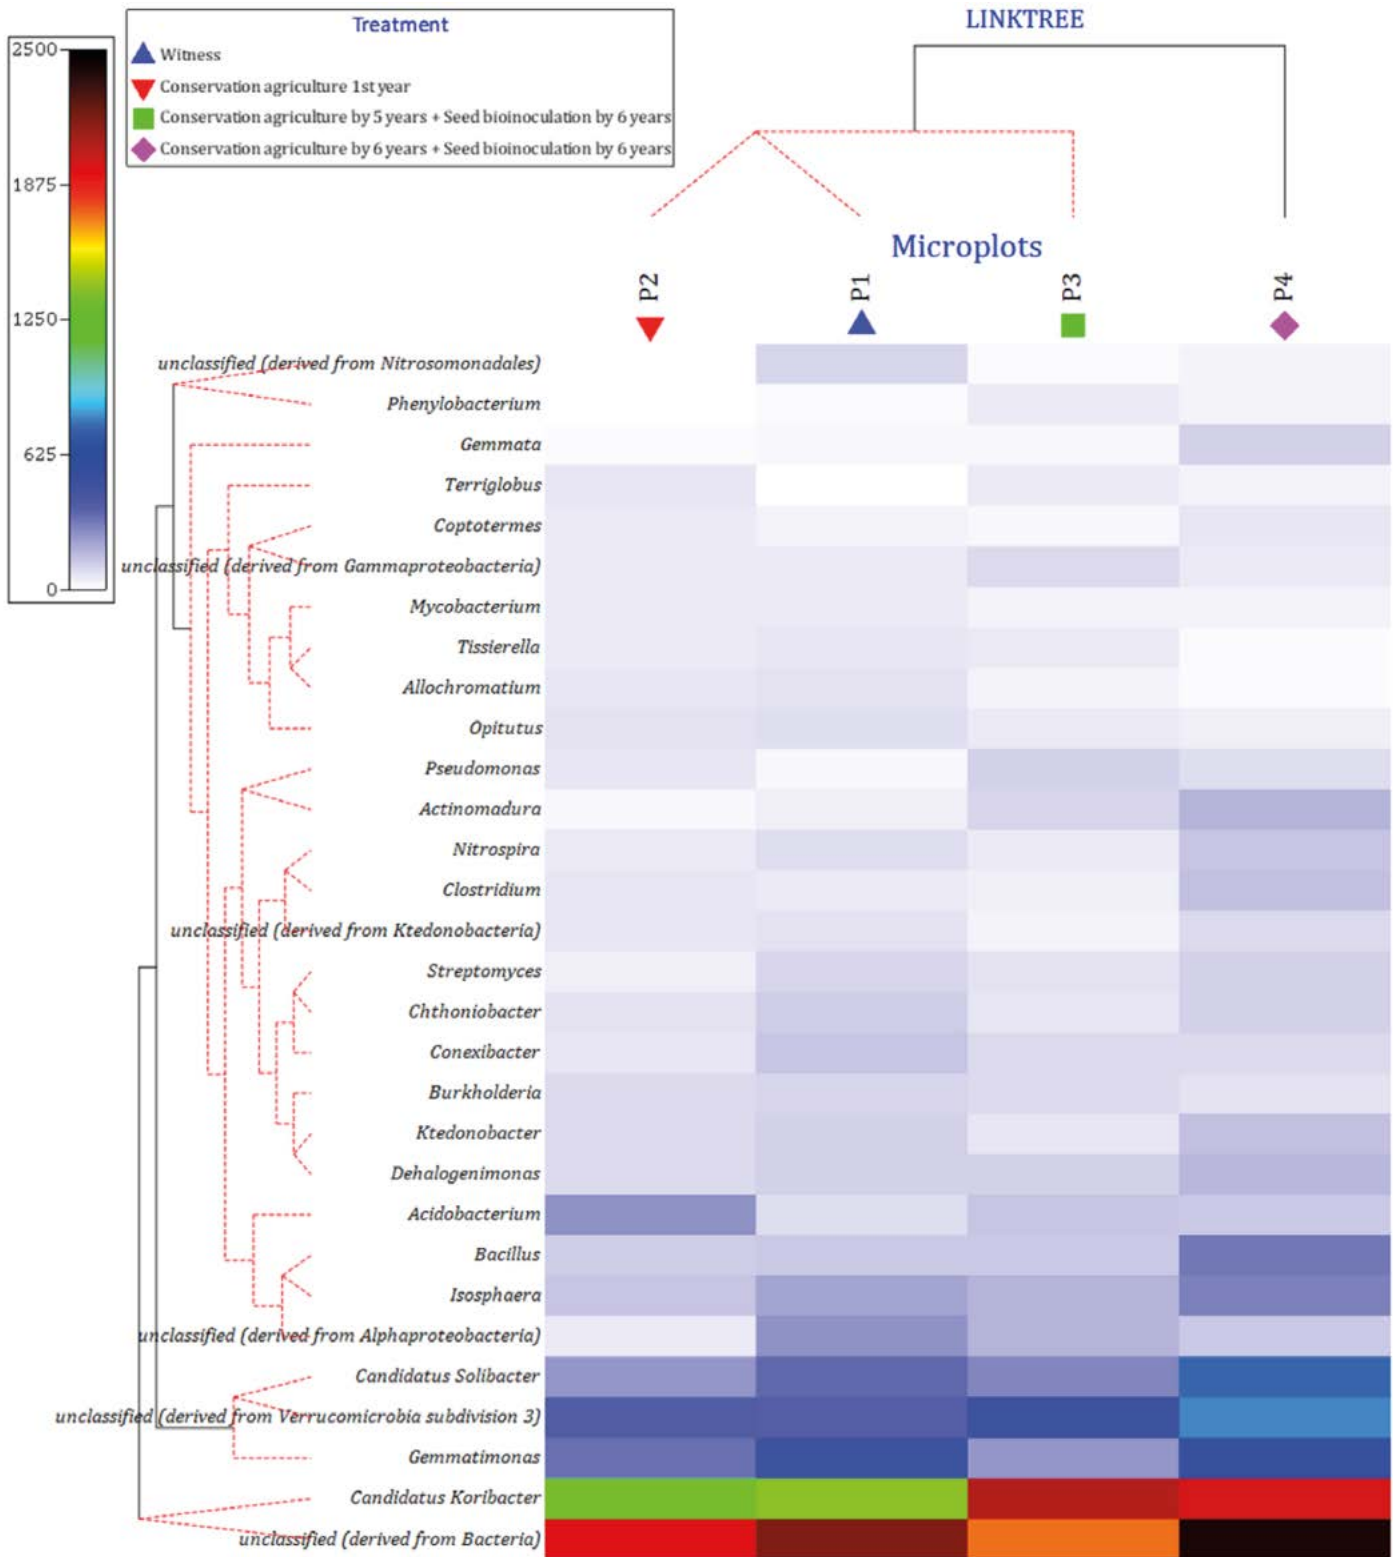 Treatment
Witness
Conservation agriculture 1st year
Conservation agriculture by 5 years + Seed bioinoculation by 6 years
Conservation agriculture by 6 years + Seed bioinoculation by 6 years
LINKTREE
2500
1875
1250
625
0
Microplots
P2
P1
P3
P4
unclassified (derived from Nitrosomonadales)
Phenylobacterium
Gemmata
Terriglobus
Coptotermes
unclassified (derived from Gammaproteobacteria)
Mycobacterium
Tissierella
Allochromatium
Opitutus
Pseudomonas
Actinomadura
Nitrospira
Clostridium
unclassified (derived from Ktedonobacteria)
Streptomyces
Chthoniobacter
Conexibacter
Burkholderia
Ktedonobacter
Dehalogenimonas
Acidobacterium
Bacillus
Isosphaera
unclassified (derived from Alphaproteobacteria)
Candidatus Solibacter
unclassified (derived from Verrucomicrobia subdivision 3)
Gemmatimonas
Candidatus Koribacter
unclassified (derived from Bacteria)